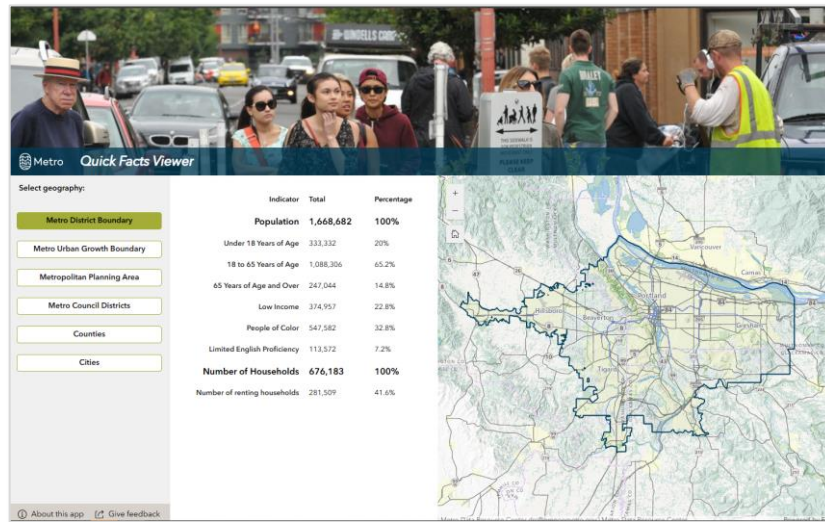 Metro Quick Facts Viewer
Select geography:
Metro District Boundary
Metro Urban Growth Boundary
Metropolitan Planning Area
Metro Council Districts
Counties
Cities
About this app Give feedback
Indicator Total Percentage
Population 1,668,682 100%
Under 18 Years of Age 333,332 20%
18 to 65 Years of Age 1,088,306 65.2%
65 Years of Age and Over 247,044 14.8%
Low Income 374,957 22.8%
People of Color 547,582 32.8%
Limited English Proficiency 113,572 7.2%
Number of Households 676,183 100%
Number of renting households 281,509 41.6%
Vancouver
Camas
Portland
Hillsboro
Beaverton
Gresham
Tigard